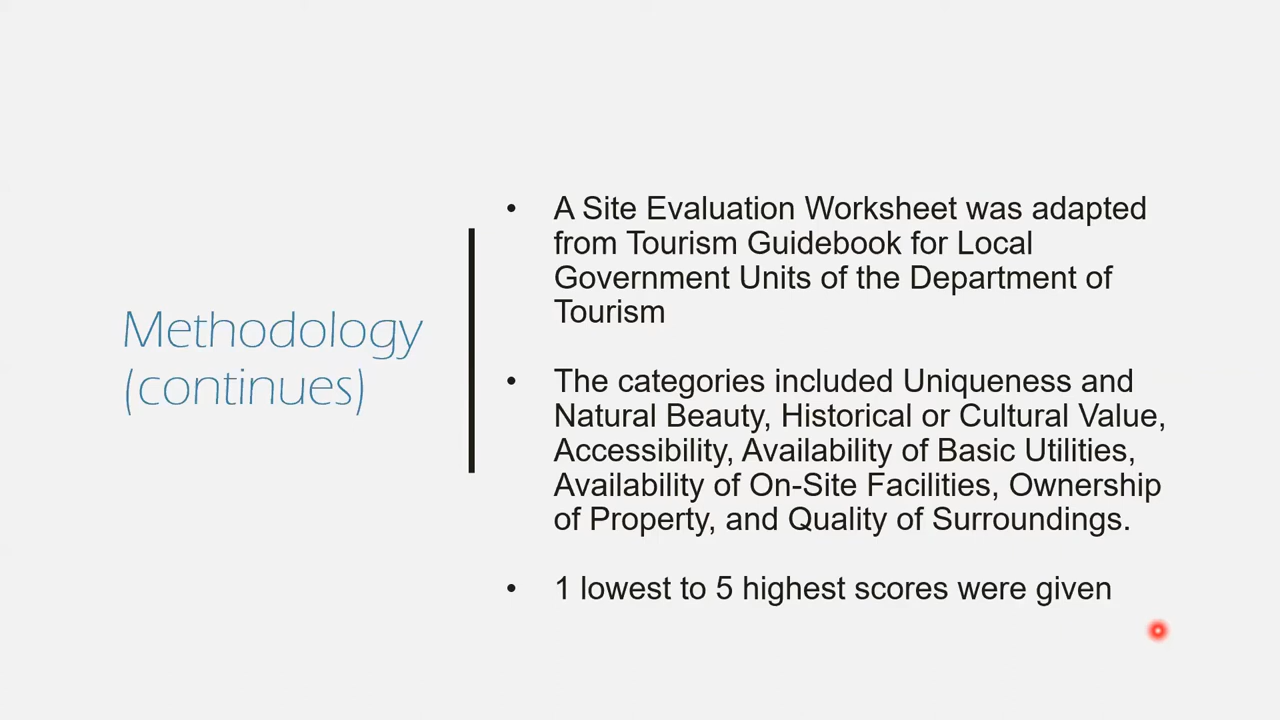 Methodology
(continues)
• A Site Evaluation Worksheet was adapted
from Tourism Guidebook for Local
Government Units of the Department of
Tourism
• The categories included Uniqueness and
Natural Beauty, Historical or Cultural Value,
Accessibility, Availability of Basic Utilities,
Availability of On-Site Facilities, Ownership
of Property, and Quality of Surroundings.
• 1 lowest to 5 highest scores were given